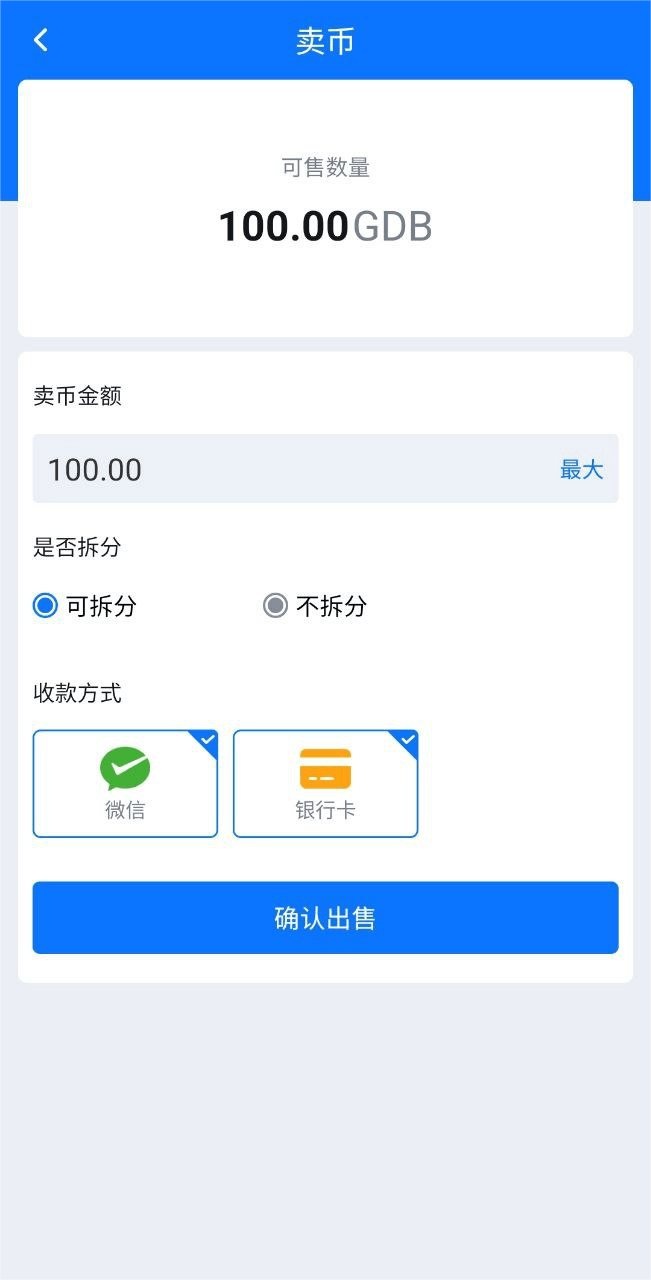 卖币
可售数量
100.00GDB
卖币金额
100.00 最大
是否拆分
可拆分 不拆分
收款方式
微信 银行卡
确认出售